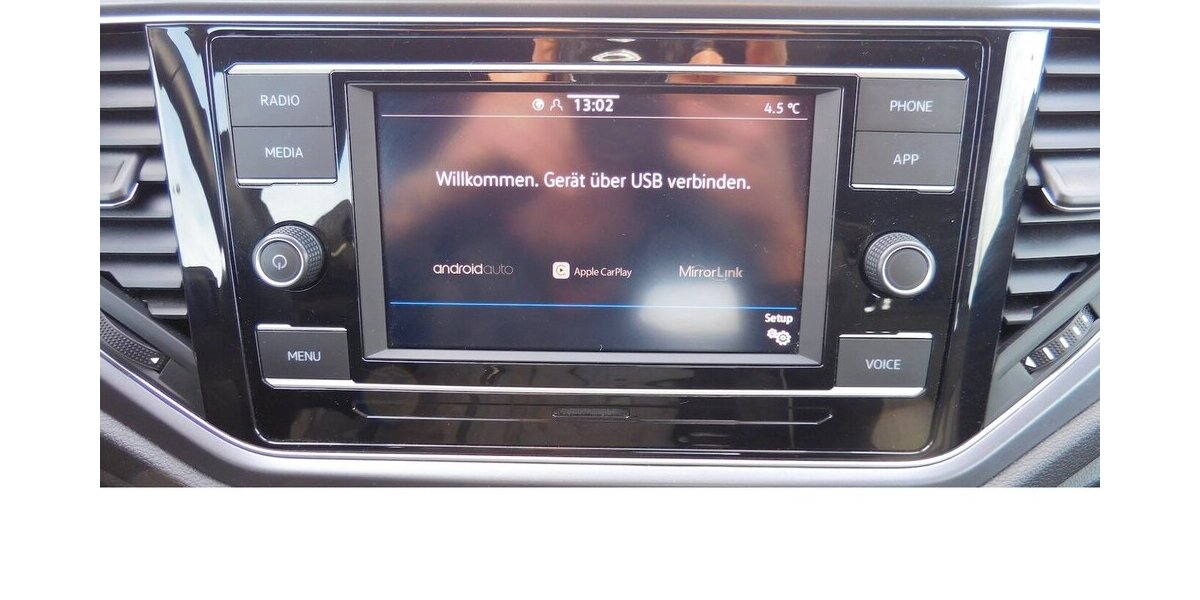 RADIO
MEDIA
13:02
4.5 °C
PHONE
APP
Willkommen. Gerät über USB verbinden.
androidauto
Apple CarPlay
MirrorLink
Setup
MENU
VOICE